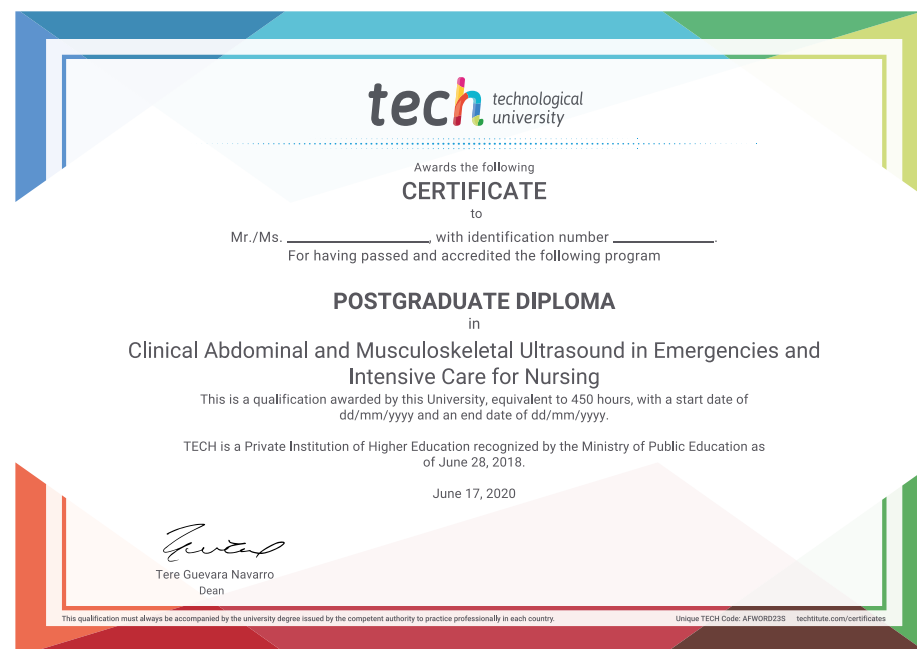 tech technological
university
Awards the following
CERTIFICATE
to
Mr./Ms. ____________________, with identification number ______________.
For having passed and accredited the following program
POSTGRADUATE DIPLOMA
in
Clinical Abdominal and Musculoskeletal Ultrasound in Emergencies and
Intensive Care for Nursing
This is a qualification awarded by this University, equivalent to 450 hours, with a start date of
dd/mm/yyyy and an end date of dd/mm/yyyy.
TECH is a Private Institution of Higher Education recognized by the Ministry of Public Education as
of June 28, 2018.
June 17, 2020
Tere Guevara Navarro
Dean
This qualification must always be accompanied by the university degree issued by the competent authority to practice professionally in each country. Unique TECH Code: AFWORD23S techtitute.com/certificates